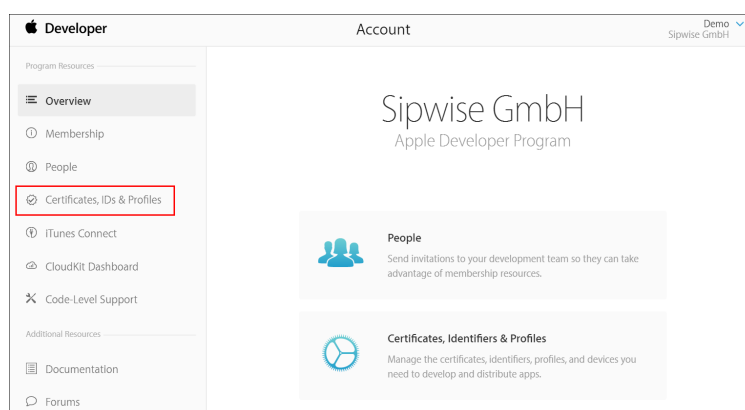 Developer
Account
Demo
Sipwise GmbH
Program Resources
Overview
Membership
People
Certificates, IDs & Profiles
iTunes Connect
CloudKit Dashboard
Code-Level Support
Additional Resources
Documentation
Forums
Sipwise GmbH
Apple Developer Program
People
Send invitations to your development team so they can take
advantage of membership resources.
Certificates, Identifiers & Profiles
Manage the certificates, identifiers, profiles, and devices you
need to develop and distribute apps.